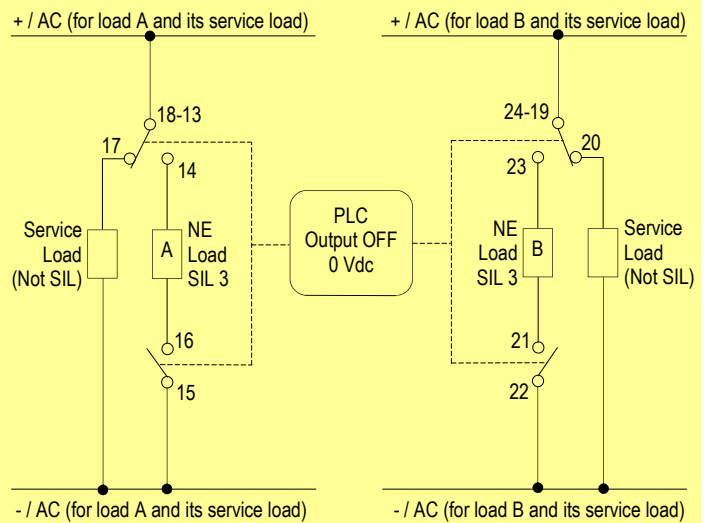 + / AC (for load A and its service load)
+ / AC (for load B and its service load)
18-13
24-19
17
20
14
23
PLC
Output OFF
0 Vdc
Service
Load
(Not SIL)
A
NE
Load
SIL 3
NE
Load
SIL 3
B
Service
Load
(Not SIL)
16
21
15
22
- / AC (for load A and its service load)
- / AC (for load B and its service load)